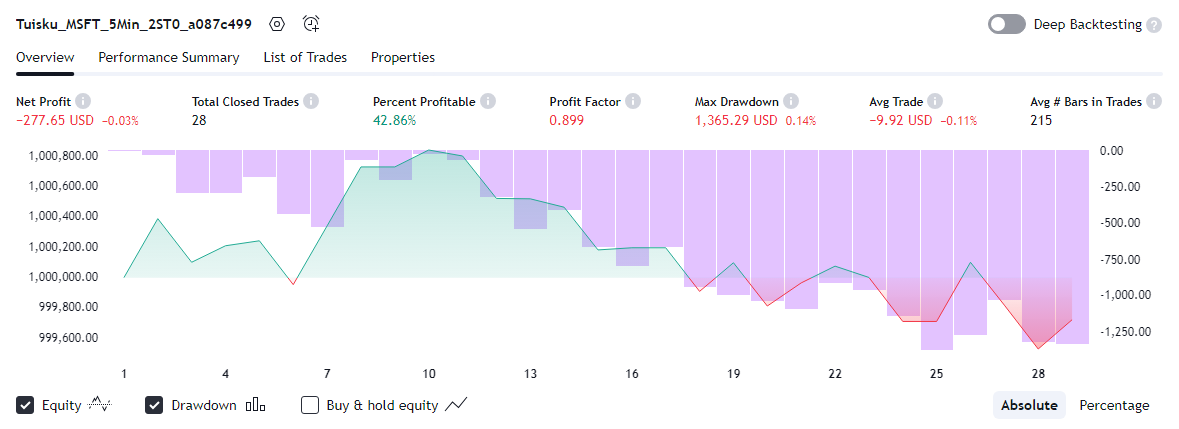 Tuisku_MSFT_5Min_2ST0_a087c499
Deep Backtesting ?
Overview Performance Summary List of Trades Properties
Net Profit Total Closed Trades Percent Profitable Profit Factor Max Drawdown Avg Trade Avg # Bars in Trades
−277.65 USD −0.03% 28 42.86% 0.899 1,365.29 USD 0.14% −9.92 USD −0.11% 215
1,000,800.00 0.00
1,000,600.00 -250.00
1,000,400.00 -500.00
1,000,200.00 -750.00
1,000,000.00 -1,000.00
999,800.00 -1,250.00
999,600.00
1 4 7 10 13 16 19 22 25 28
Equity Drawdown Buy & hold equity Absolute Percentage